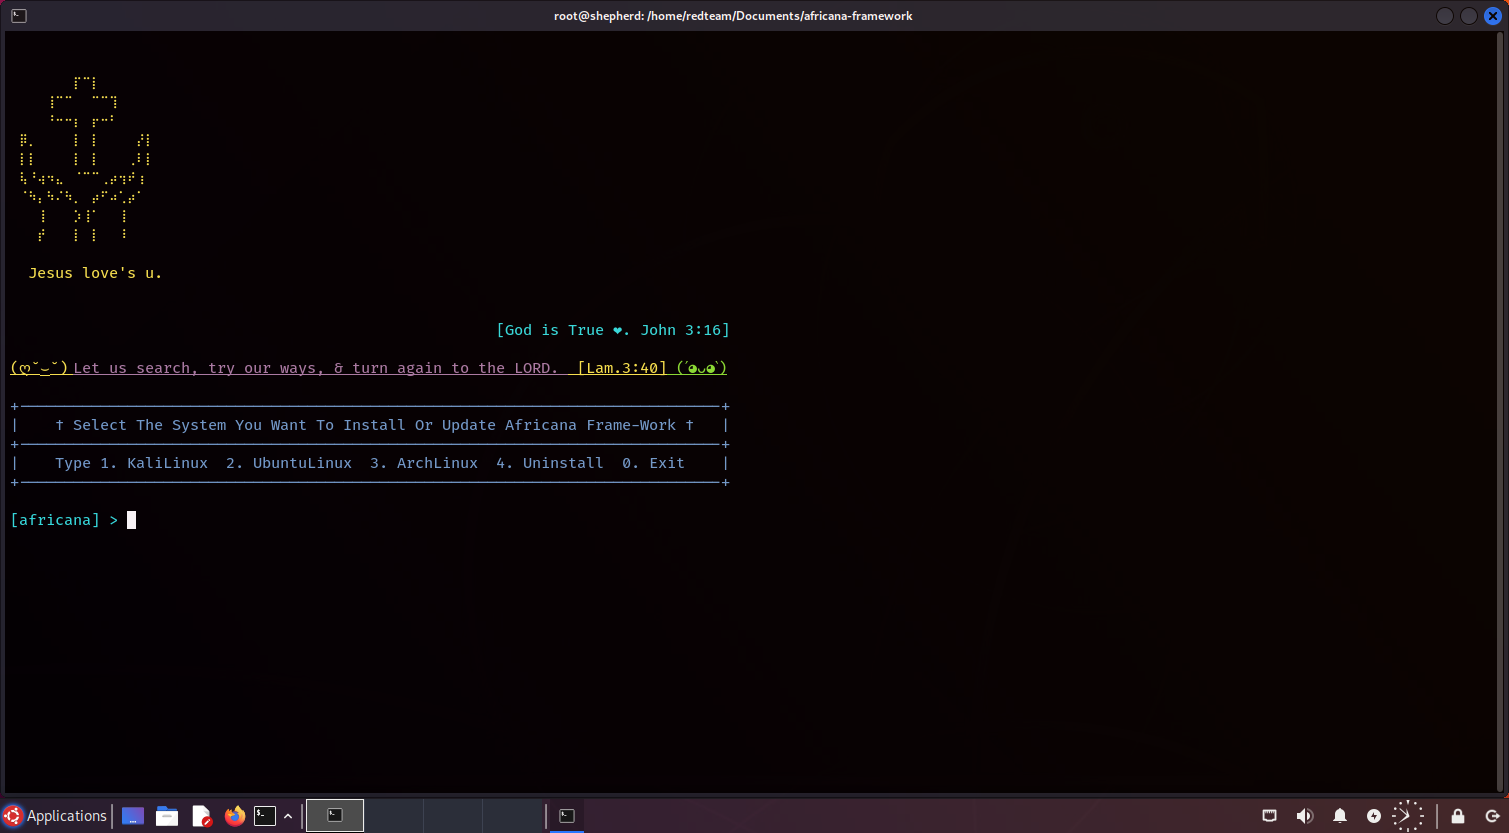 root@shepherd: /home/redteam/Documents/africana-framework
Jesus love's u.
[God is True ❤. John 3:16]
(ღ˘⌣˘) Let us search, try our ways, & turn again to the LORD.  [Lam.3:40] (΄◕◡◕`)
| † Select The System You Want To Install Or Update Africana Frame-Work † |
| Type 1. KaliLinux 2. UbuntuLinux 3. ArchLinux 4. Uninstall 0. Exit |
[africana] >
Applications